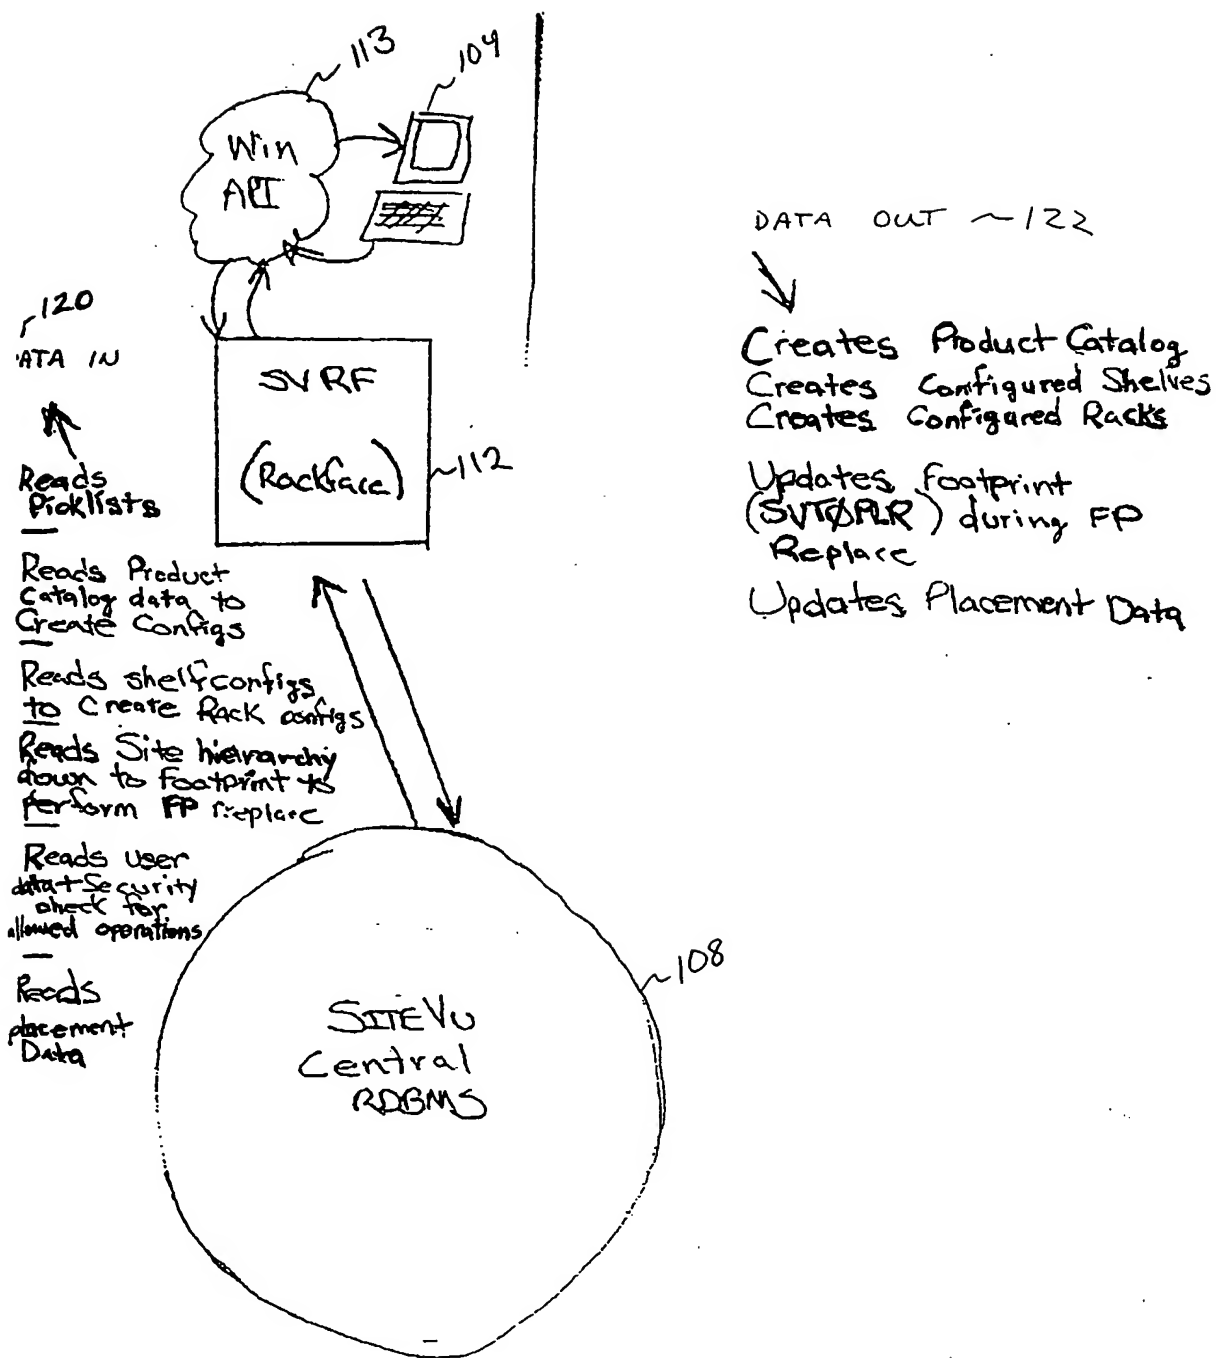 113
104
Win
API
120
ATA IN
SVRF
(Rackface)
112
Reads
Picklists
Reads Product
Catalog data to
Create Configs
Reads shelf configs
to Create Rack configs
Reads Site hierarchy
down to Footprint to
Perform FP replace
Reads user
data + Security
check for
allowed operations
Reads
placement
Data
SITEVU
Central
RDBMS
108
DATA OUT ~122
Creates Product Catalog
Creates Configured Shelves
Creates Configured Racks
Updates Footprint
(SVTØPLR) during FP
Replace
Updates Placement Data